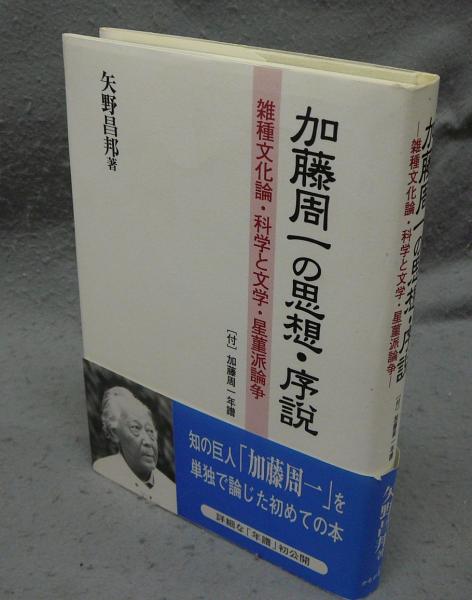 加藤周一の思想・序説
雑種文化論・科学と文学・星菫派論争
［付］加藤周一年譜
矢野昌邦著
知の巨人「加藤周一」を
単独で論じた初めての本
詳細な「年譜」初公開
加藤周一の思想・序説
―雑種文化論・科学と文学・星菫派論争―
［付］加藤周一年譜
矢野昌邦著